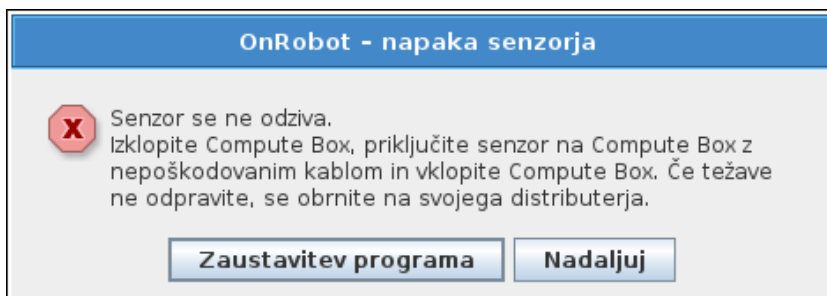 OnRobot - napaka senzorja
Senzor se ne odziva.
Izklopite Compute Box, priključite senzor na Compute Box z
nepoškodovanim kablom in vklopite Compute Box. Če težave
ne odpravite, se obrnite na svojega distributerja.
Zaustavitev programa Nadaljuj